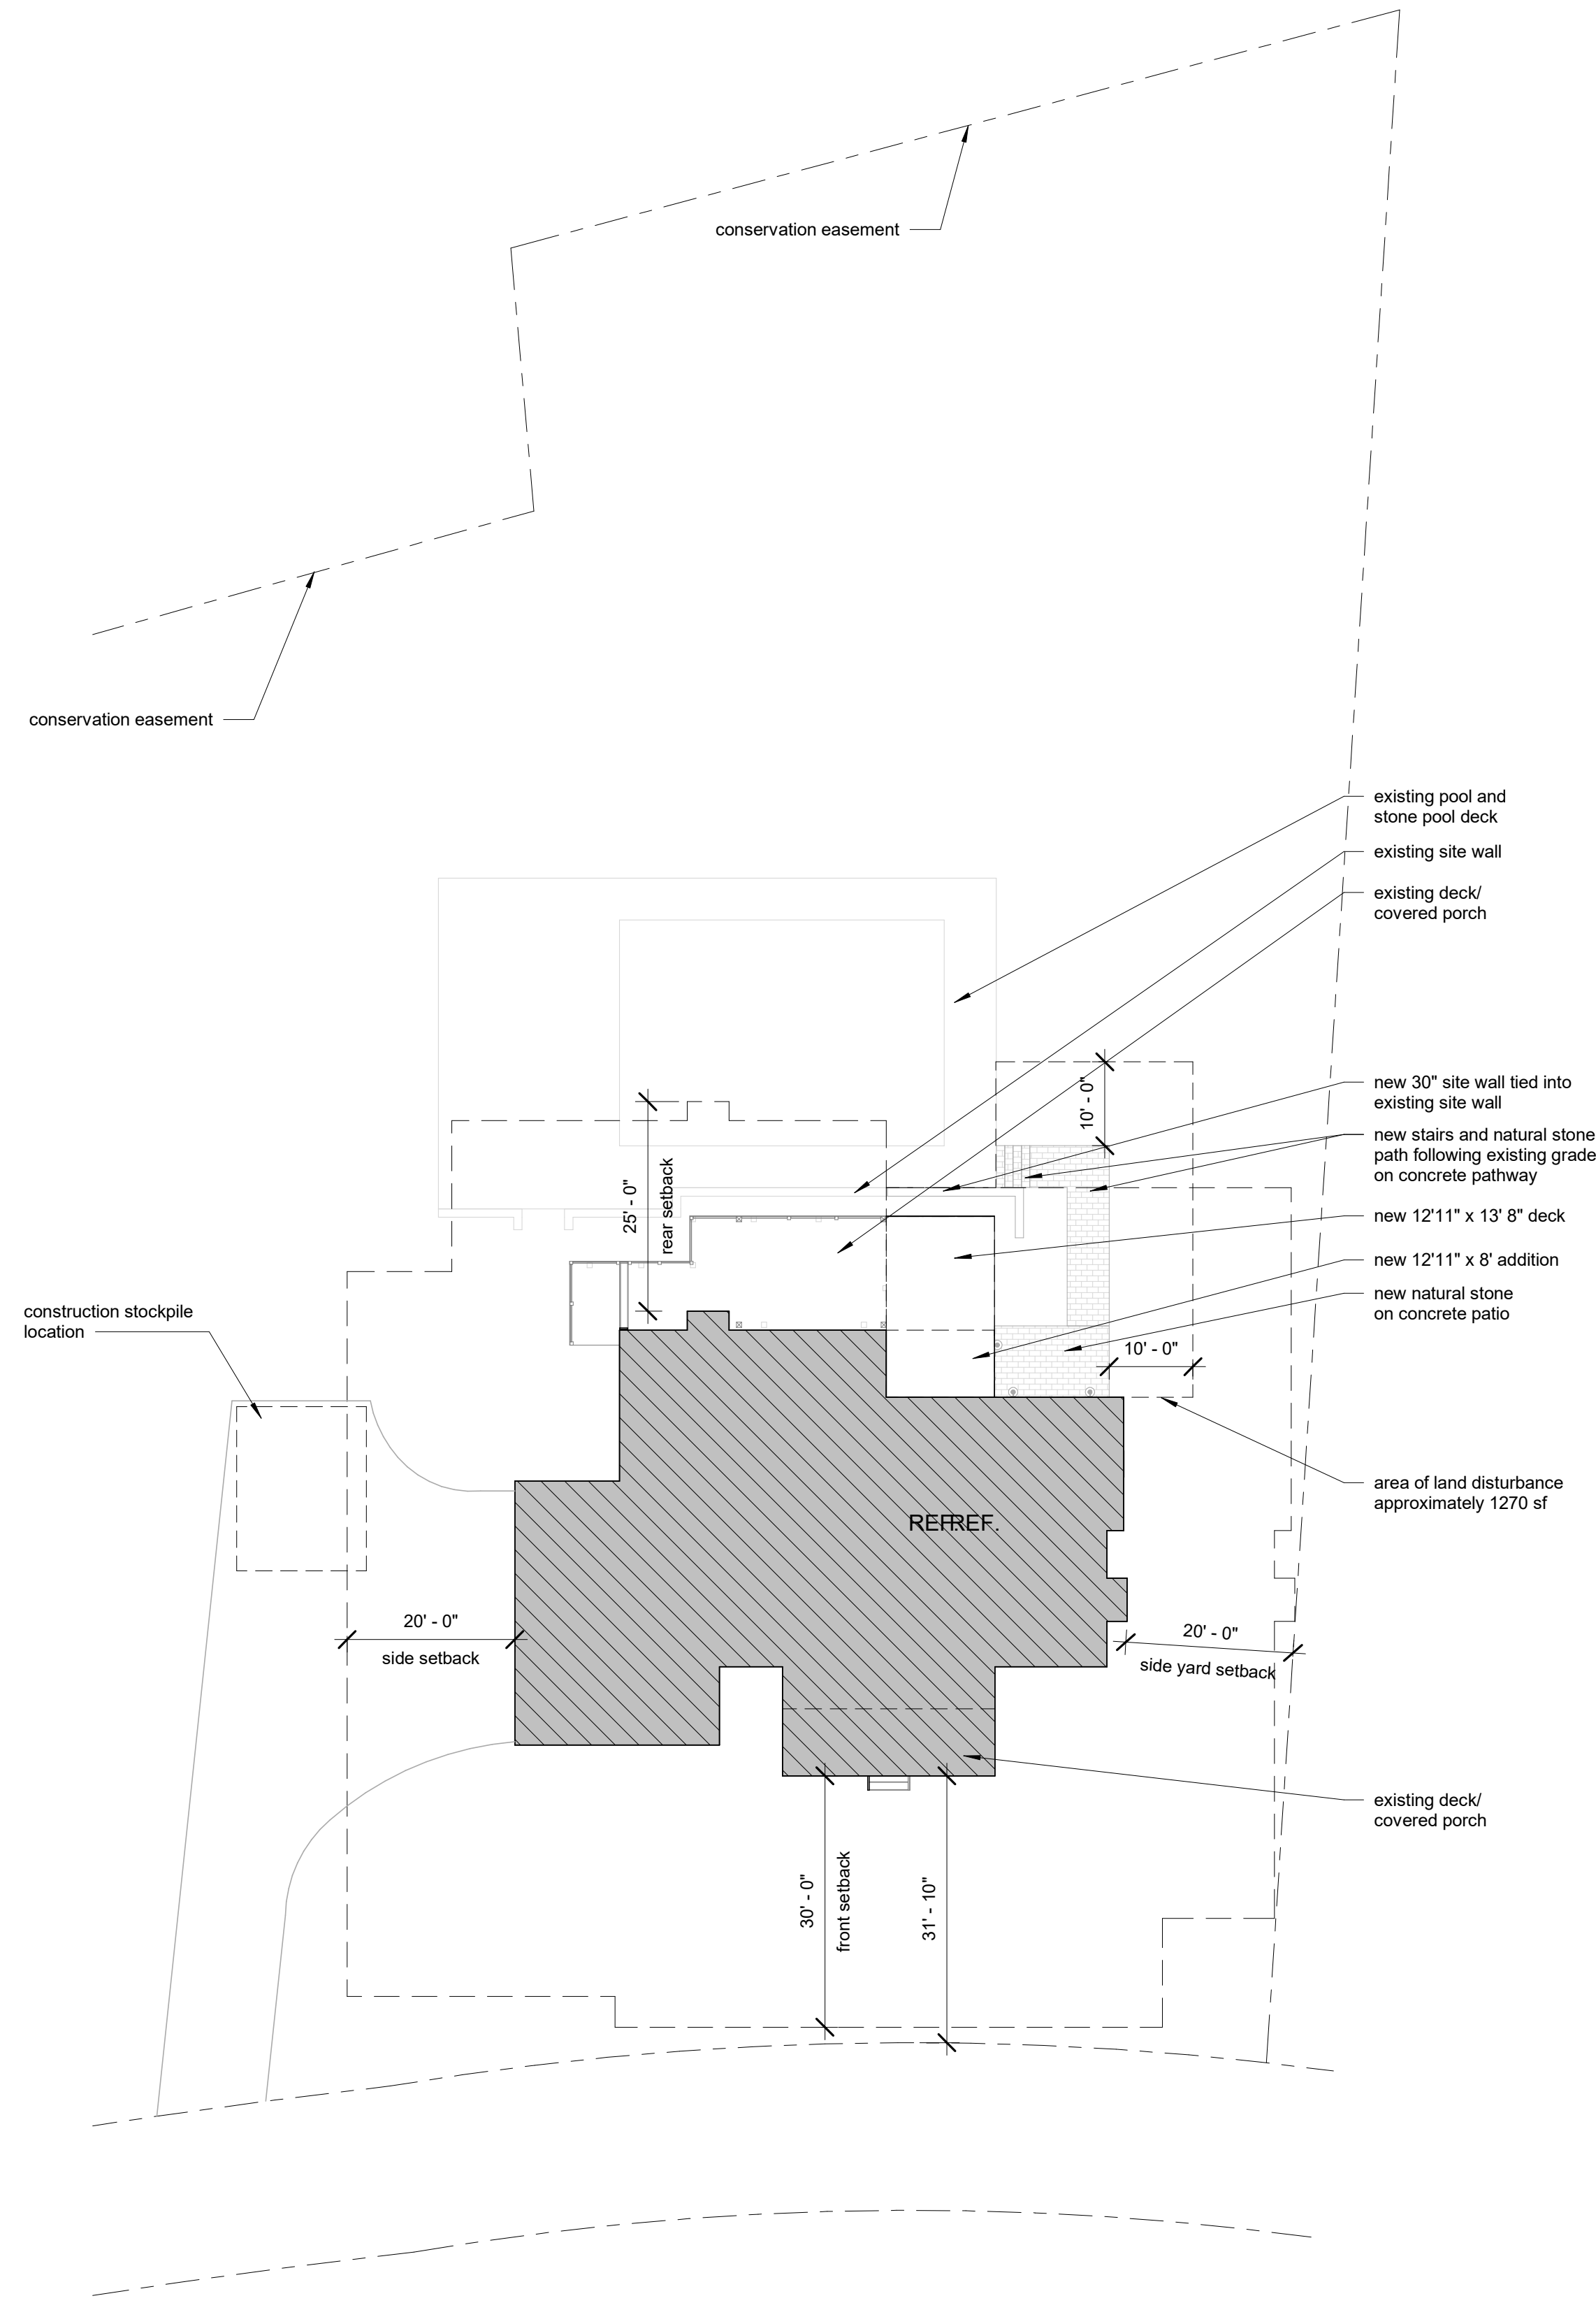 conservation easement
conservation easement
existing pool and
stone pool deck
existing site wall
existing deck/
covered porch
10' - 0"
new 30" site wall tied into
existing site wall
new stairs and natural stone
path following existing grade
on concrete pathway
25' - 0"
rear setback
new 12'11" x 13' 8" deck
new 12'11" x 8' addition
new natural stone
on concrete patio
construction stockpile
location
10' - 0"
area of land disturbance
approximately 1270 sf
REF.
REF.
20' - 0"
side setback
20' - 0"
side yard setback
existing deck/
covered porch
30' - 0"
front setback
31' - 10"